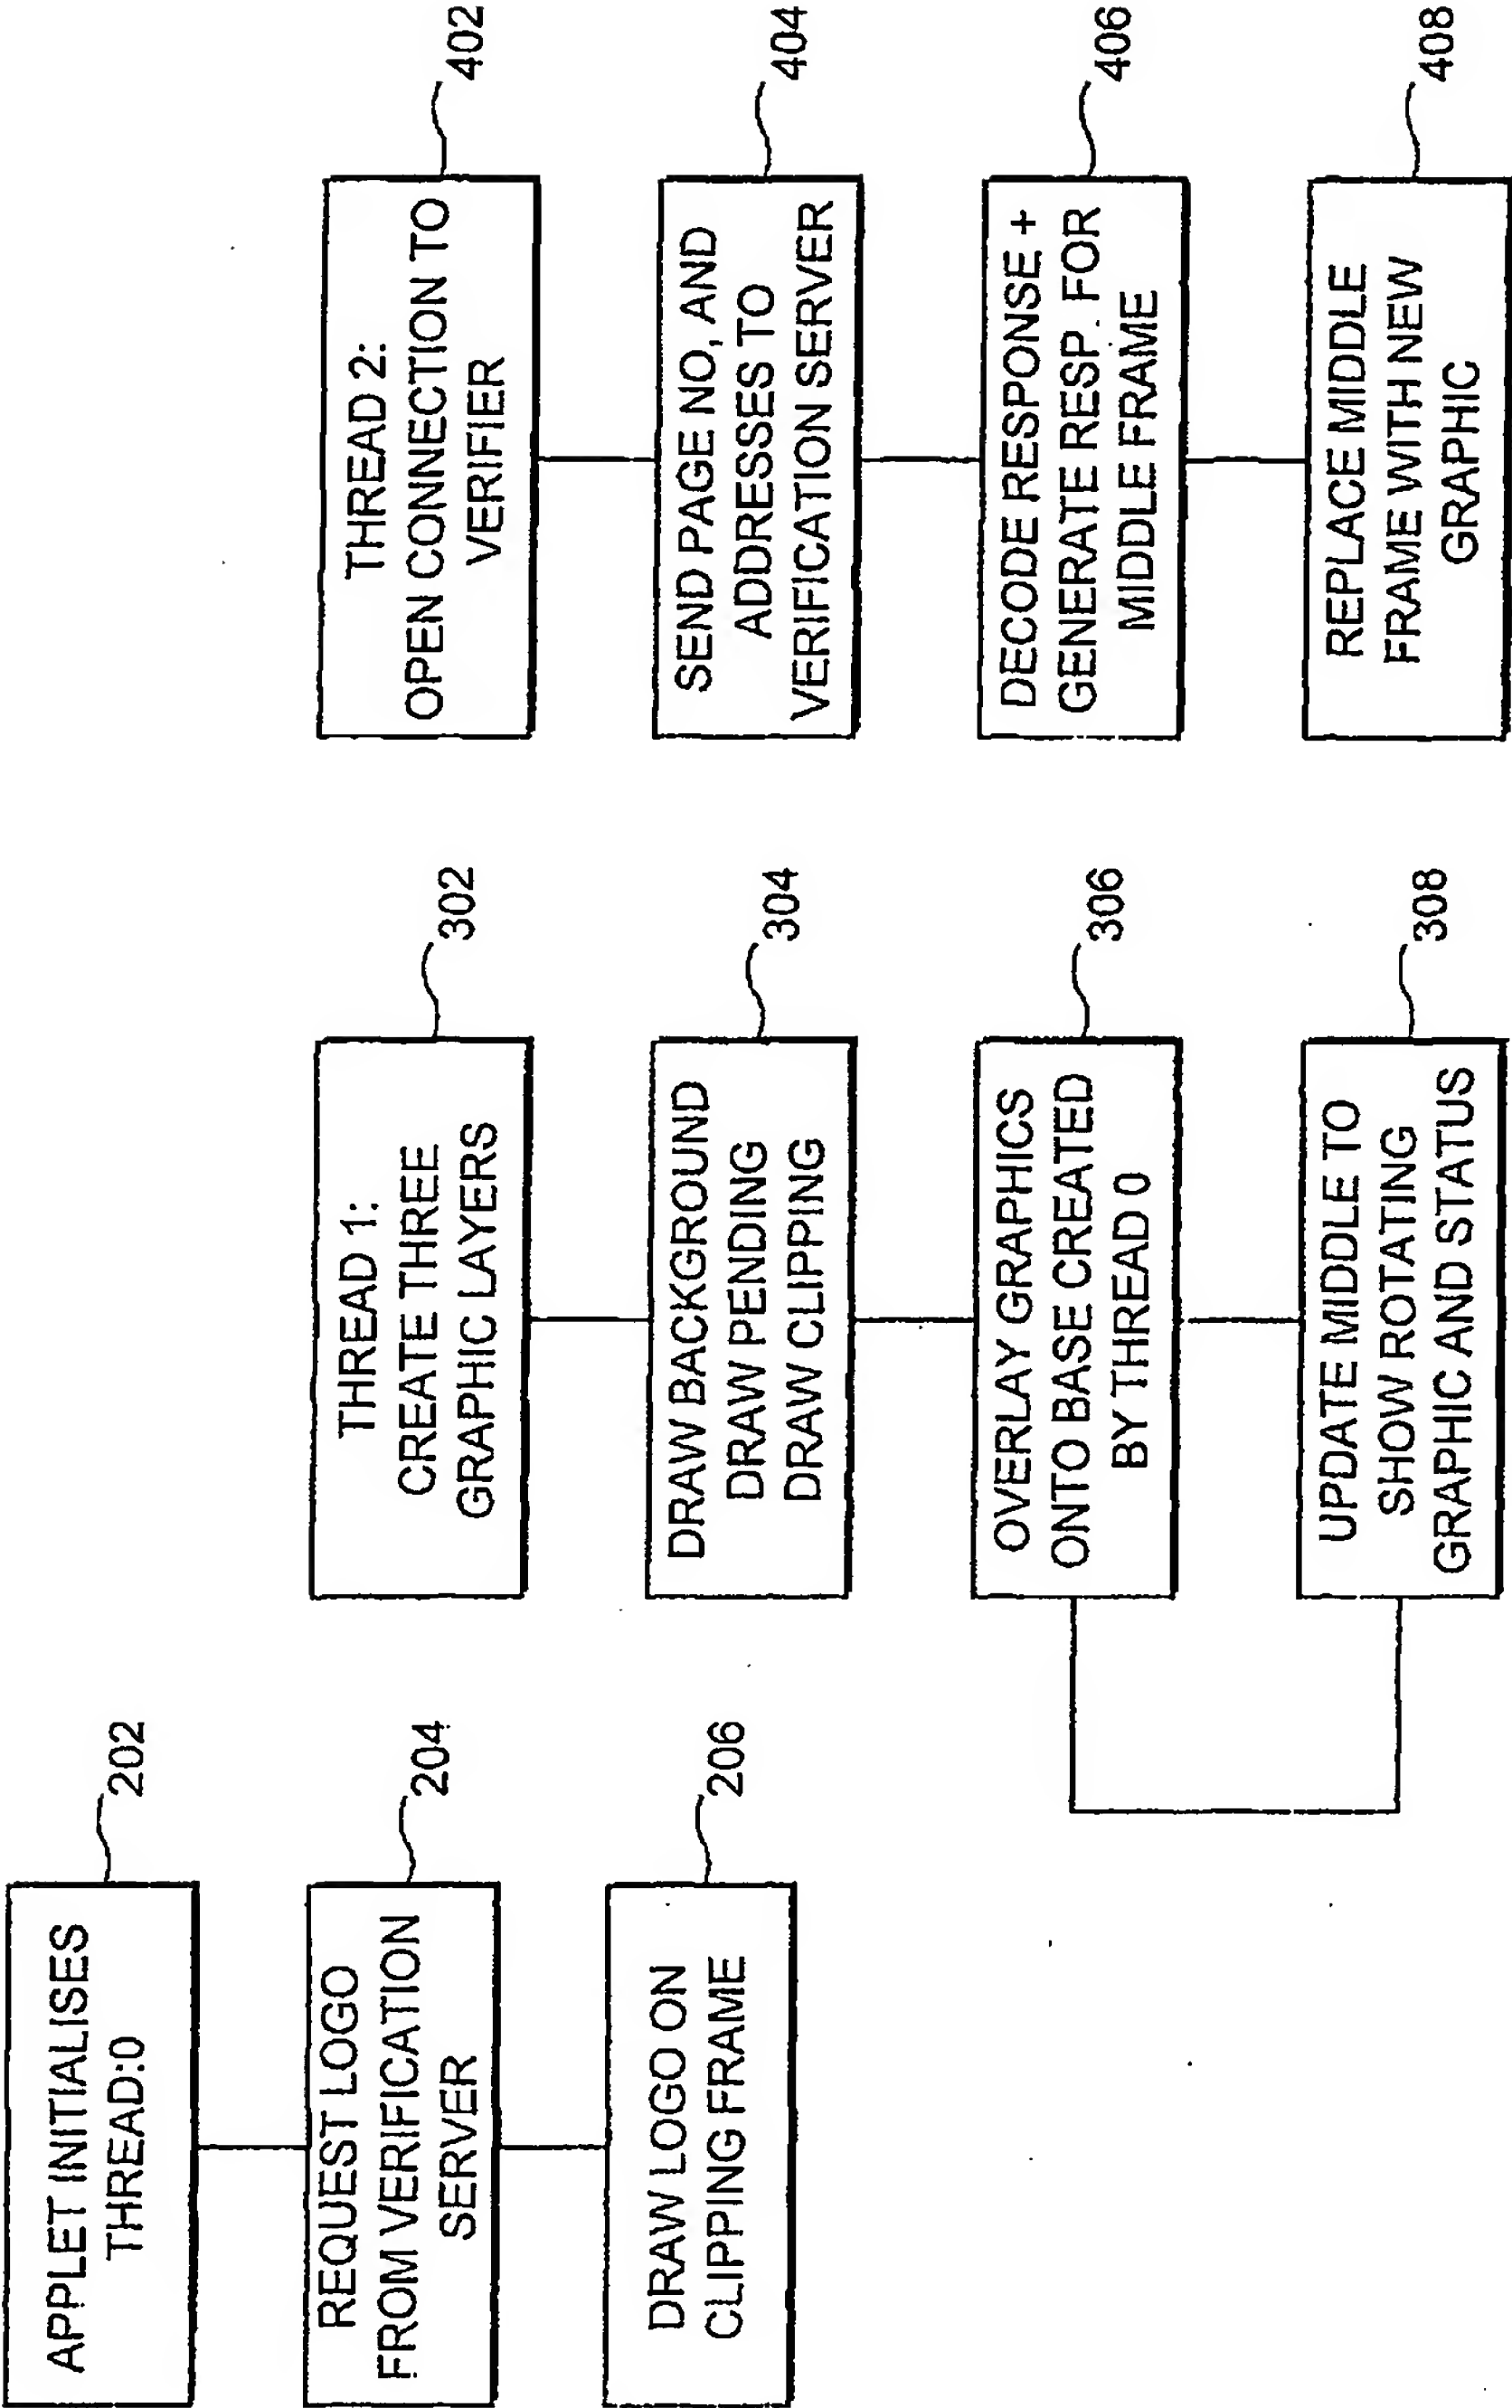 APPLET INITIALISES
THREAD:0
202
REQUEST LOGO
FROM VERIFICATION
SERVER
204
DRAW LOGO ON
CLIPPING FRAME
206
THREAD 1:
CREATE THREE
GRAPHIC LAYERS
302
DRAW BACKGROUND
DRAW PENDING
DRAW CLIPPING
304
OVERLAY GRAPHICS
ONTO BASE CREATED
BY THREAD 0
306
UPDATE MIDDLE TO
SHOW ROTATING
GRAPHIC AND STATUS
308
THREAD 2:
OPEN CONNECTION TO
VERIFIER
402
SEND PAGE NO, AND
ADDRESSES TO
VERIFICATION SERVER
404
DECODE RESPONSE +
GENERATE RESP. FOR
MIDDLE FRAME
406
REPLACE MIDDLE
FRAME WITH NEW
GRAPHIC
408